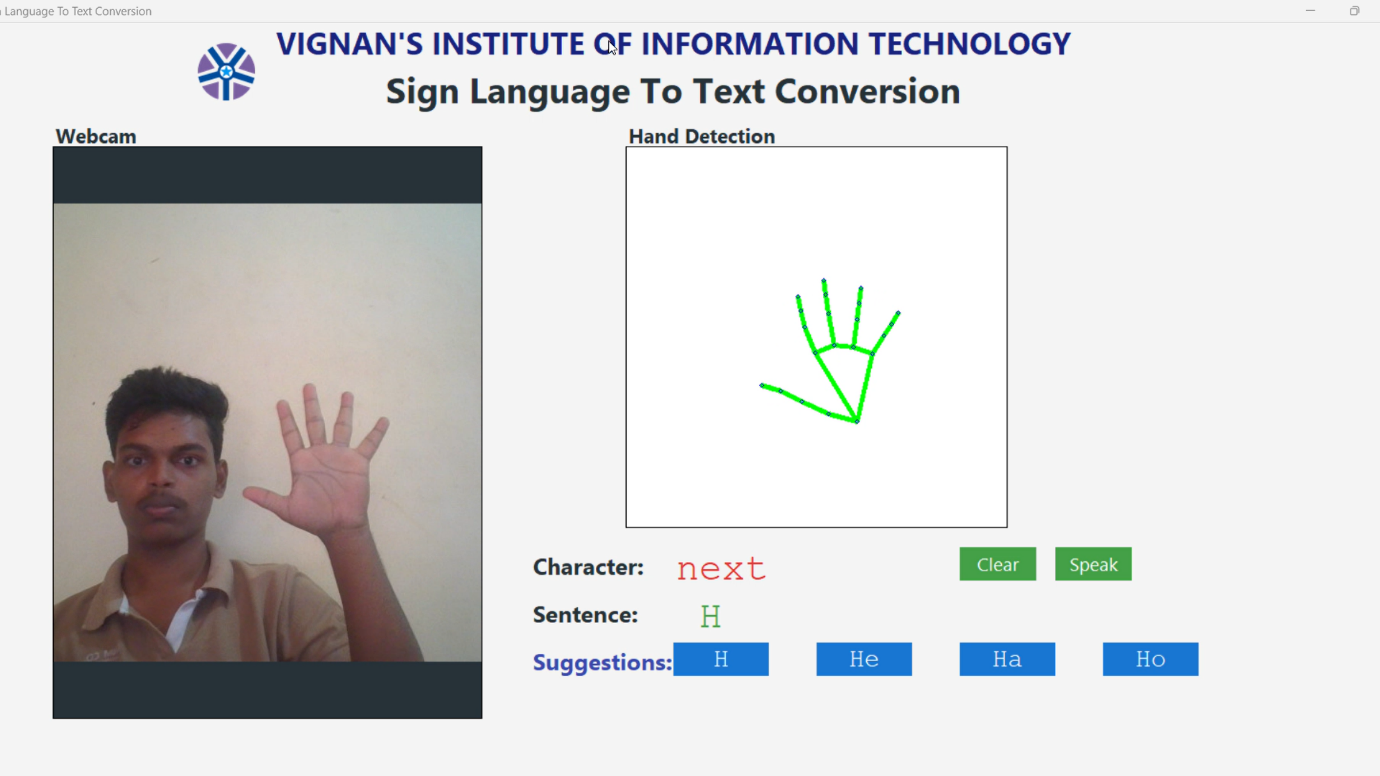 Language To Text Conversion
VIGNAN'S INSTITUTE OF INFORMATION TECHNOLOGY
Sign Language To Text Conversion
Webcam
Hand Detection
Character: next
Clear Speak
Sentence: H
Suggestions: H He Ha Ho